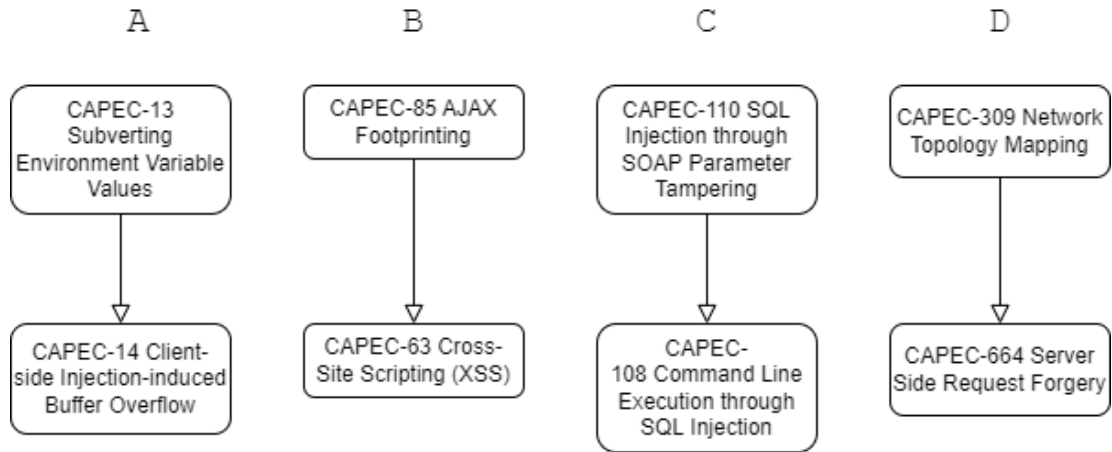 A
B
C
D
CAPEC-13
Subverting
Environment Variable
Values
CAPEC-85 AJAX
Footprinting
CAPEC-110 SQL
Injection through
SOAP Parameter
Tampering
CAPEC-309 Network
Topology Mapping
CAPEC-14 Client-
side Injection-induced
Buffer Overflow
CAPEC-63 Cross-
Site Scripting (XSS)
CAPEC-
108 Command Line
Execution through
SQL Injection
CAPEC-664 Server
Side Request Forgery